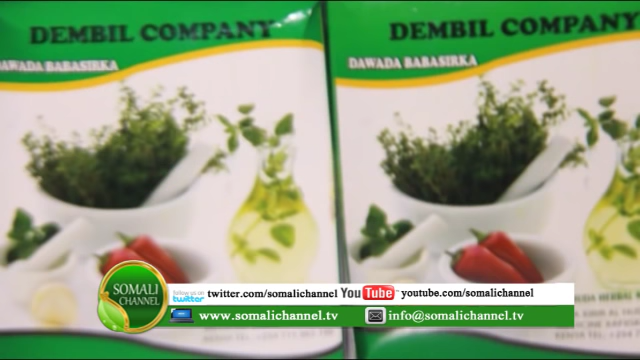 DEMBIL COMPANY
DAWADA BABASIRKA
DEMBIL COMPANY
DAWADA BABASIRKA
SOMALI
CHANNEL
follow us on
twitter
twitter.com/somalichannel
YouTube
youtube.com/somalichannel
www.somalichannel.tv
info@somalichannel.tv
HERBAL